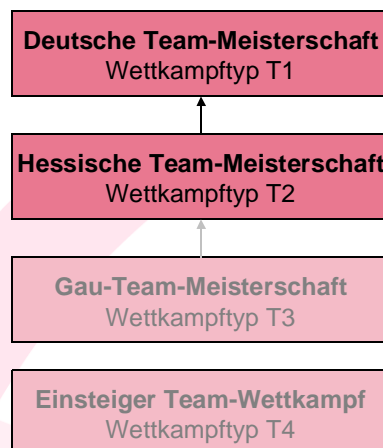 Deutsche Team-Meisterschaft
Wettkampftyp T1
Hessische Team-Meisterschaft
Wettkampftyp T2
Gau-Team-Meisterschaft
Wettkampftyp T3
Einsteiger Team-Wettkampf
Wettkampftyp T4